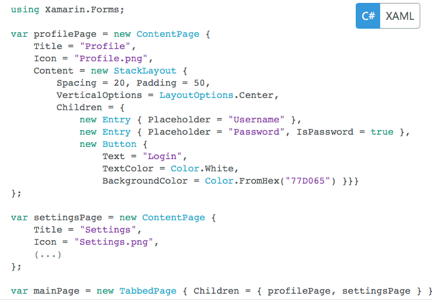 C# XAML
using Xamarin.Forms;
var profilePage = new ContentPage {
    Title = "Profile",
    Icon = "Profile.png",
    Content = new StackLayout {
        Spacing = 20, Padding = 50,
        VerticalOptions = LayoutOptions.Center,
        Children = {
            new Entry { Placeholder = "Username" },
            new Entry { Placeholder = "Password", IsPassword = true },
            new Button {
                Text = "Login",
                TextColor = Color.White,
                BackgroundColor = Color.FromHex("77D065") }}}
};
var settingsPage = new ContentPage {
    Title = "Settings",
    Icon = "Settings.png",
    (...)
};
var mainPage = new TabbedPage { Children = { profilePage, settingsPage } }